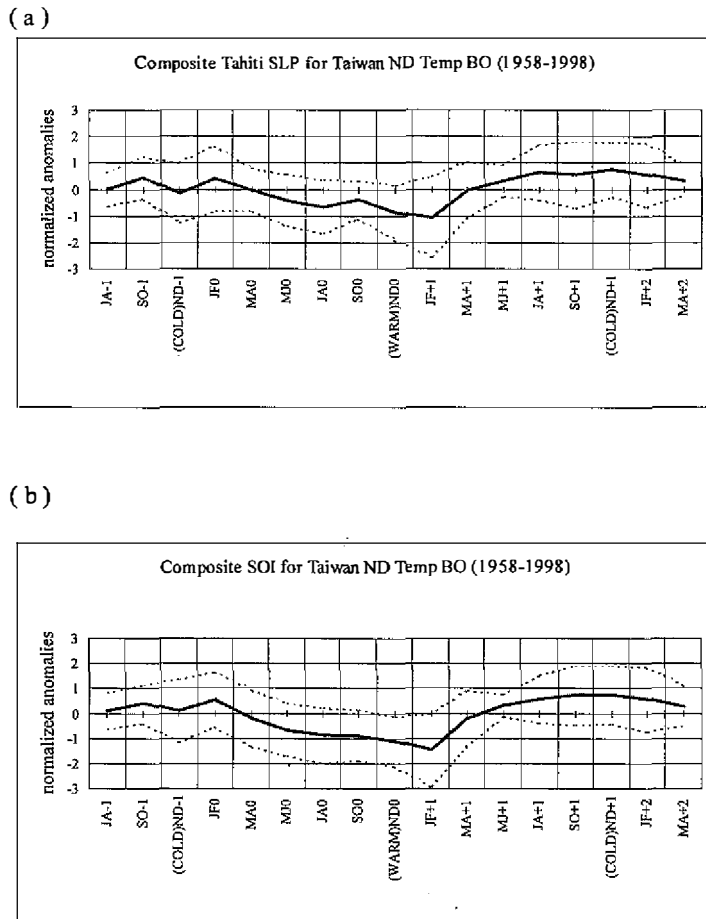 (a)
Composite Tahiti SLP for Taiwan ND Temp BO (1958-1998)
normalized anomalies
3
2
1
0
-1
-2
-3
JA-1
SO-1
(COLD)ND-1
JF0
MA0
MJ0
JA0
SO0
(WARM)ND0
JF+1
MA+1
MJ+1
JA+1
SO+1
(COLD)ND+1
JF+2
MA+2
(b)
Composite SOI for Taiwan ND Temp BO (1958-1998)
normalized anomalies
3
2
1
0
-1
-2
-3
JA-1
SO-1
(COLD)ND-1
JF0
MA0
MJ0
JA0
SO0
(WARM)ND0
JF+1
MA+1
MJ+1
JA+1
SO+1
(COLD)ND+1
JF+2
MA+2